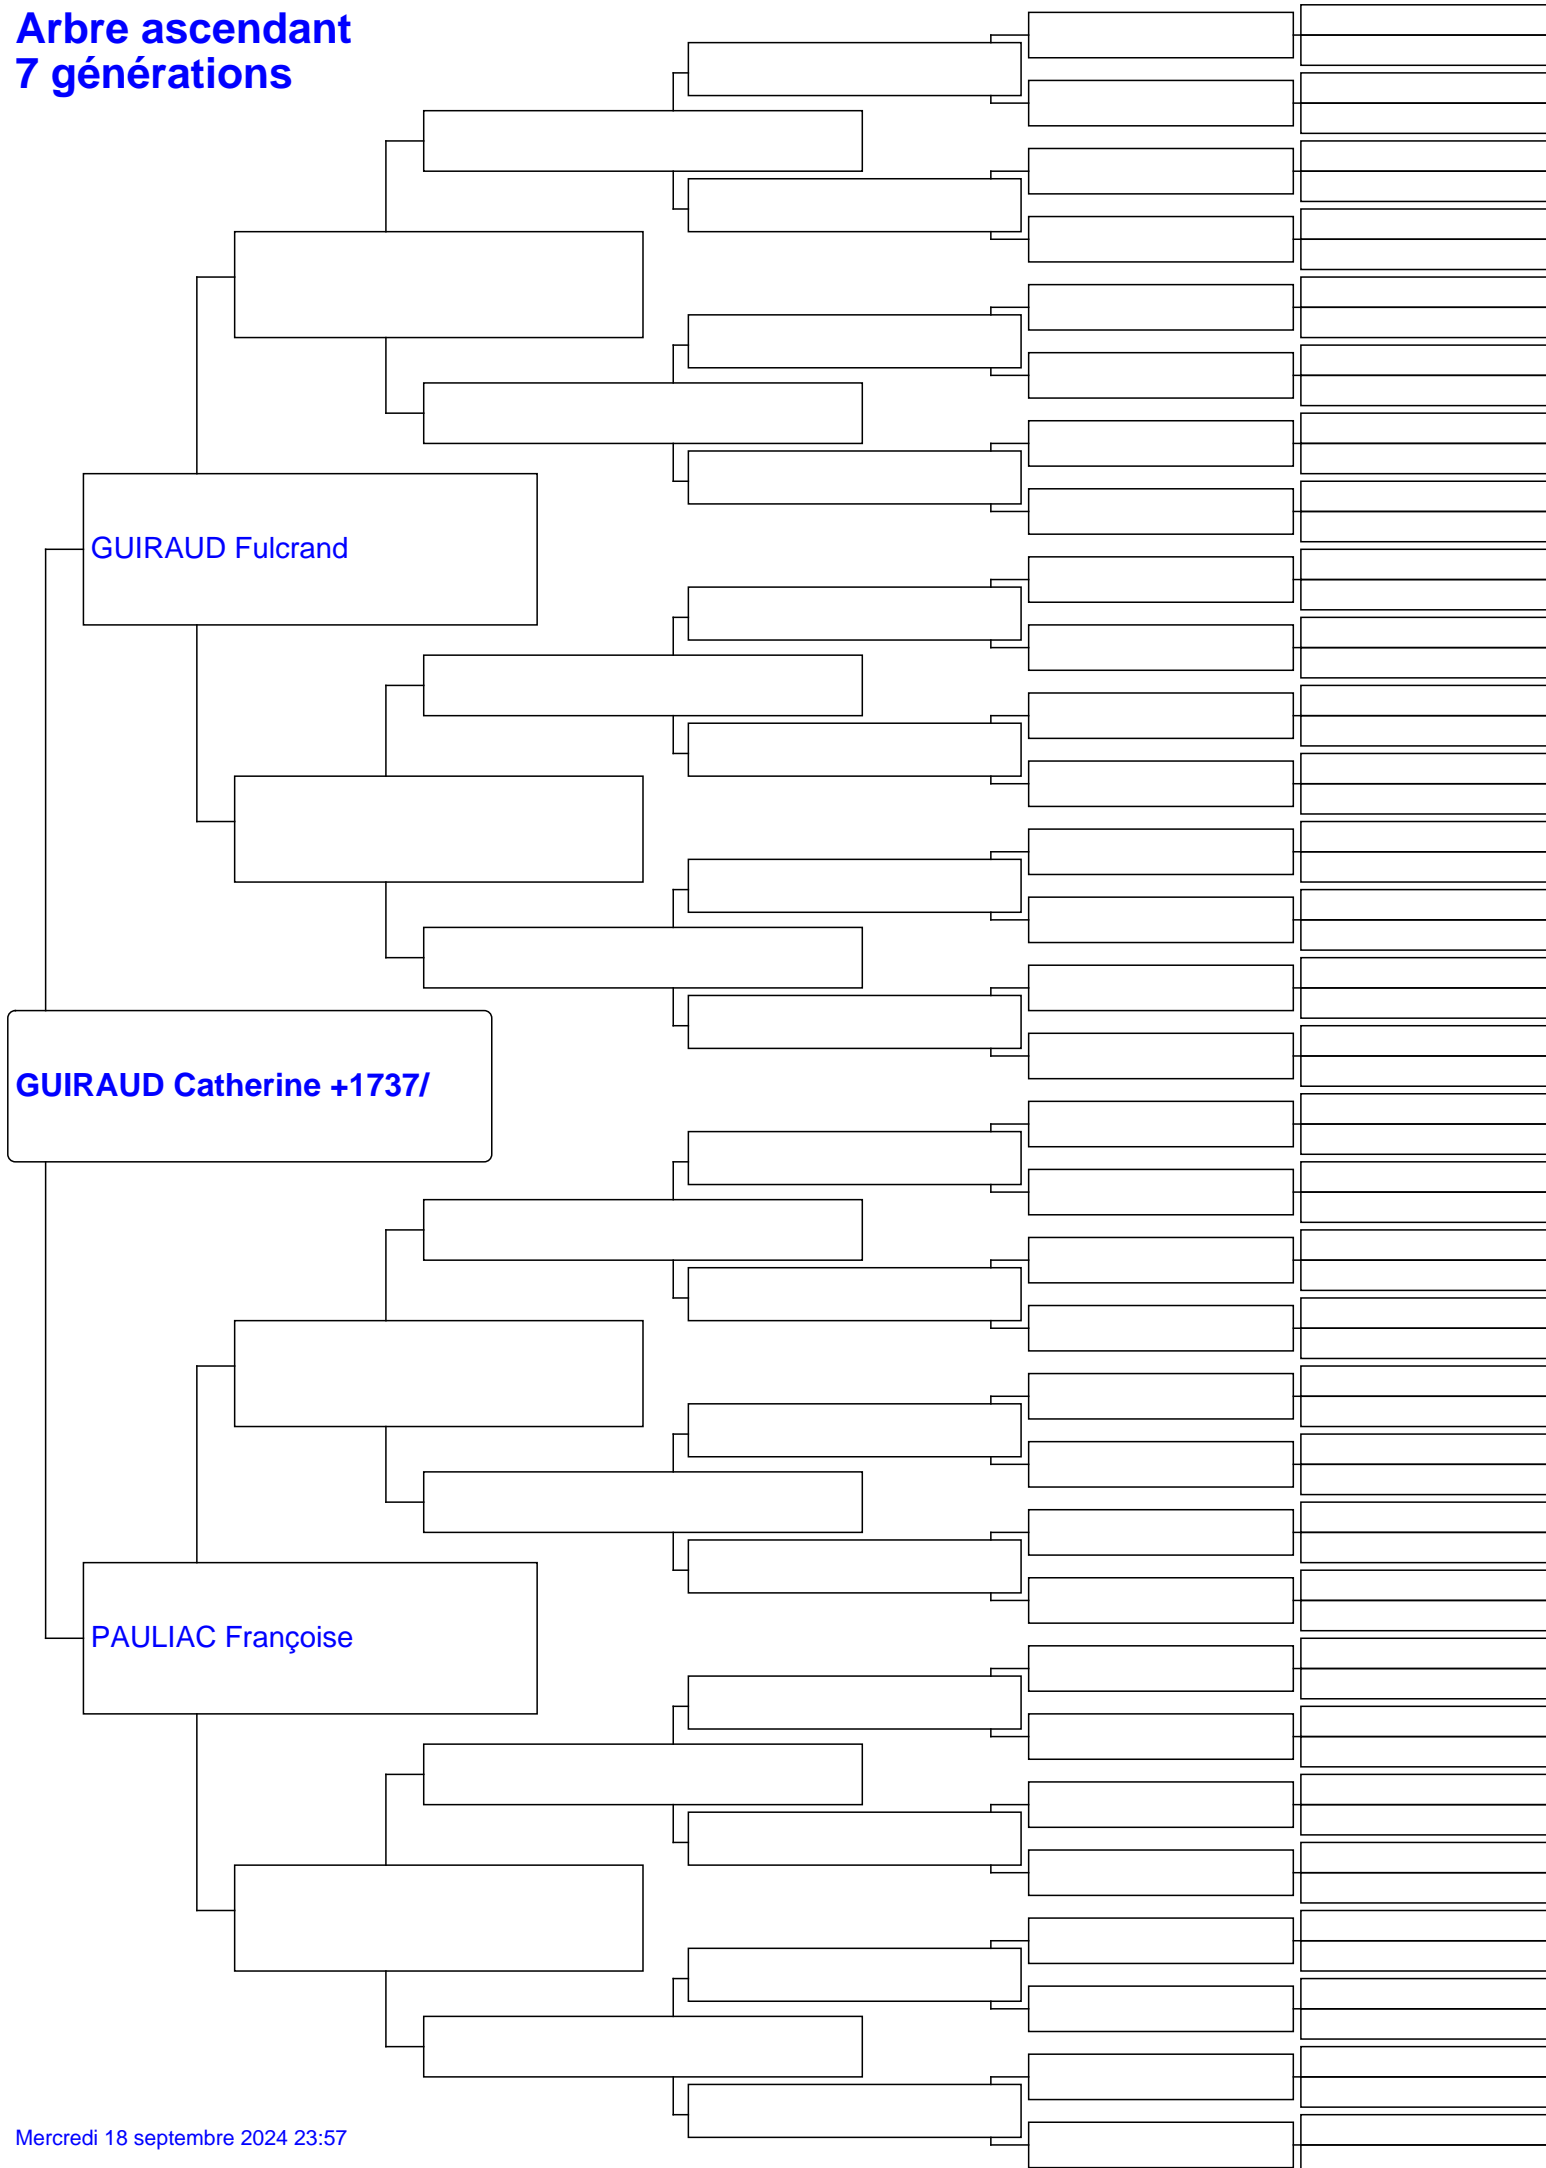 Arbre ascendant
7 générations
GUIRAUD Fulcrand
GUIRAUD Catherine +1737/
PAULIAC Françoise
Mercredi 18 septembre 2024 23:57